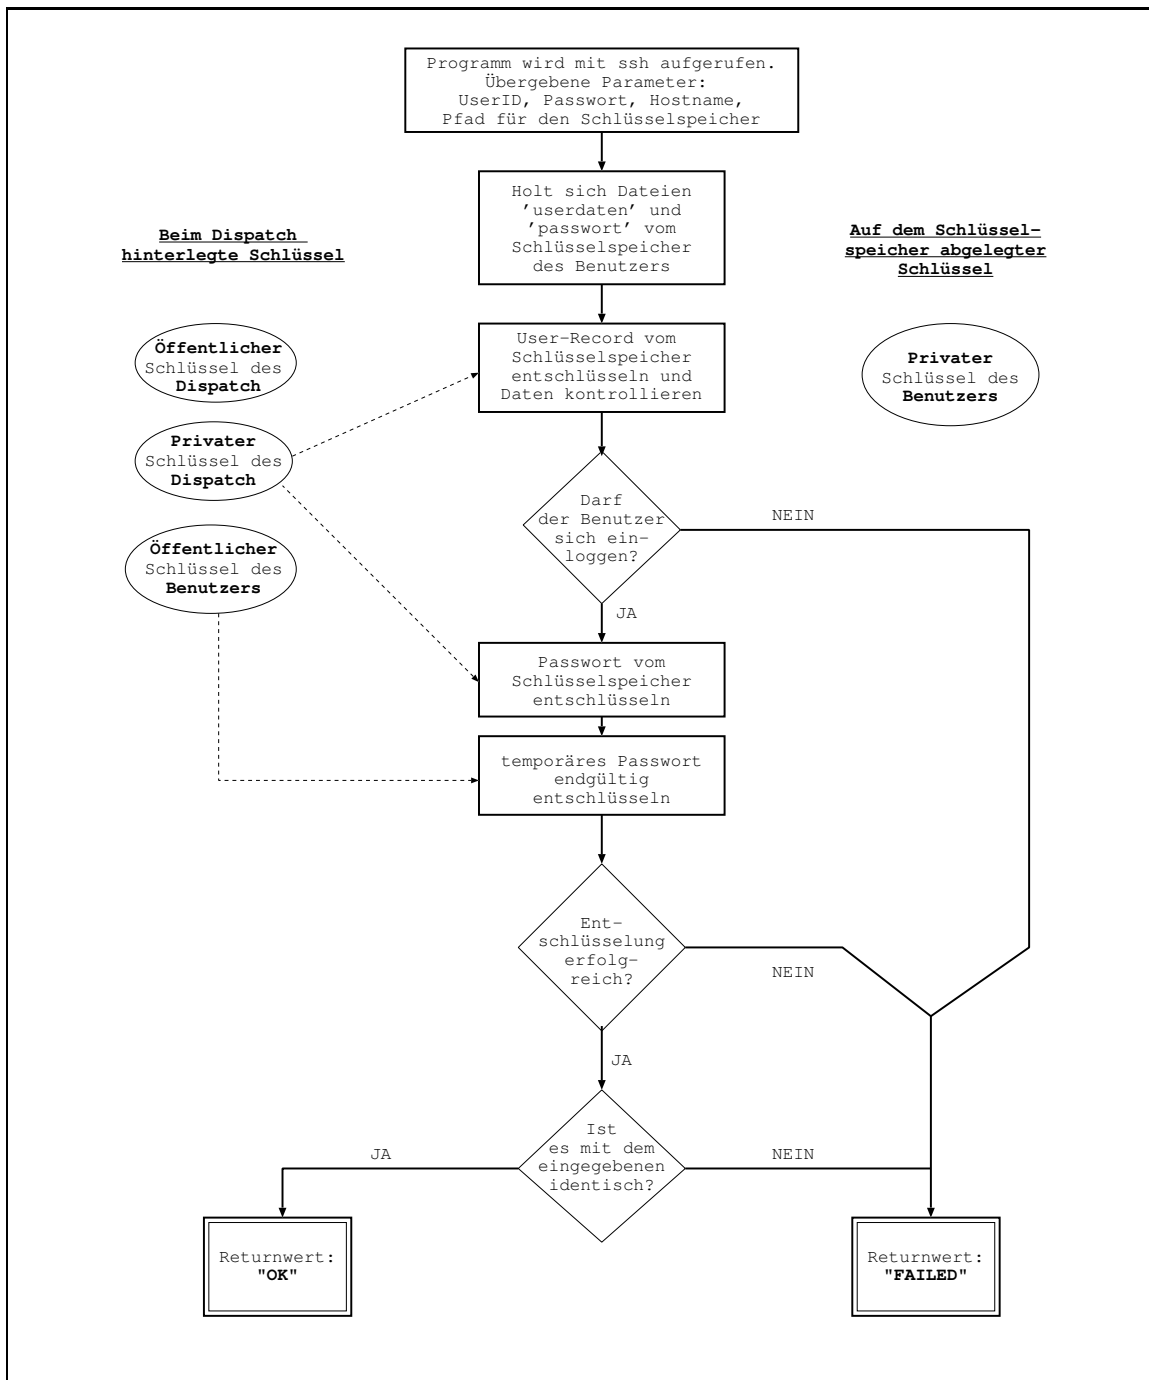 Programm wird mit ssh aufgerufen.
Übergebene Parameter:
UserID, Passwort, Hostname,
Pfad für den Schlüsselspeicher
Holt sich Dateien
’userdaten’ und
’passwort’ vom
Schlüsselspeicher
des Benutzers
Beim Dispatch
hinterlegte Schlüssel
Auf dem Schlüssel-
speicher abgelegter
Schlüssel
Öffentlicher
Schlüssel des
Dispatch
User-Record vom
Schlüsselspeicher
entschlüsseln und
Daten kontrollieren
Privater
Schlüssel des
Benutzers
Privater
Schlüssel des
Dispatch
Darf
der Benutzer
sich ein-
loggen?
NEIN
Öffentlicher
Schlüssel des
Benutzers
JA
Passwort vom
Schlüsselspeicher
entschlüsseln
temporäres Passwort
endgültig
entschlüsseln
Ent-
schlüsselung
erfolg-
reich?
NEIN
JA
Ist
es mit dem
eingegebenen
identisch?
JA
NEIN
Returnwert:
"OK"
Returnwert:
"FAILED"